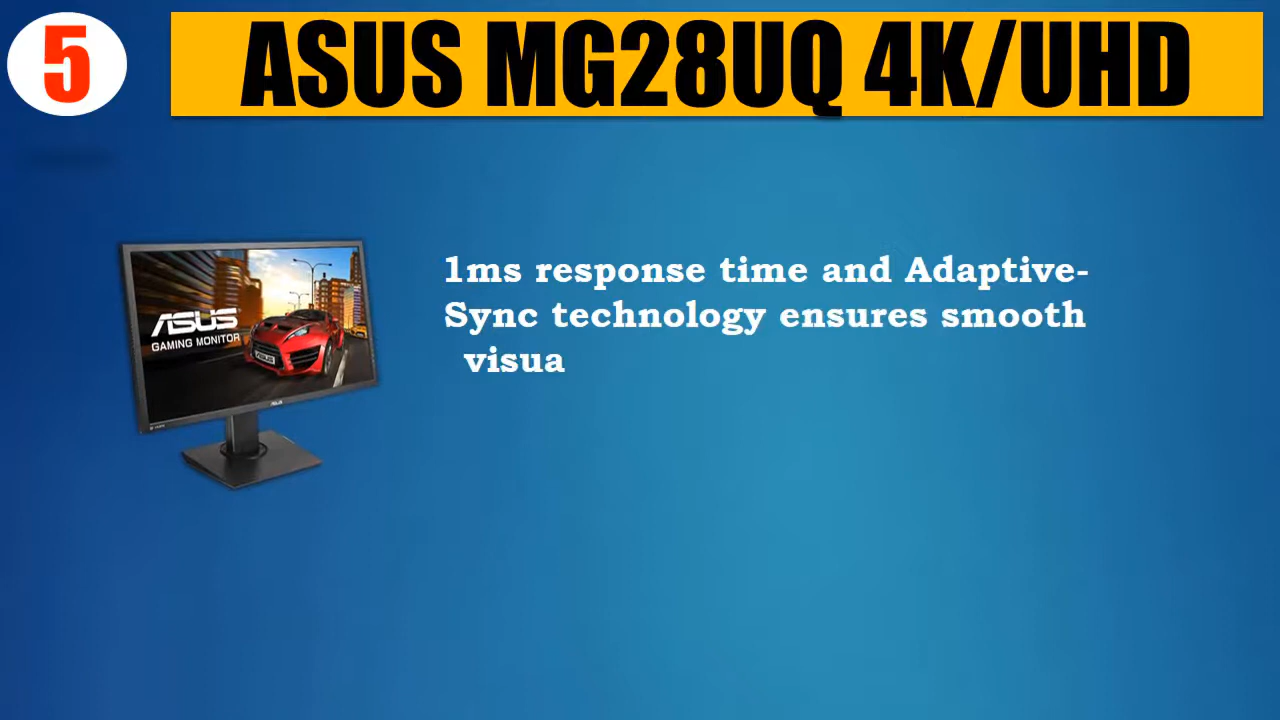 5
ASUS MG28UQ 4K/UHD
1ms response time and Adaptive-
Sync technology ensures smooth
visua
ASUS
GAMING MONITOR